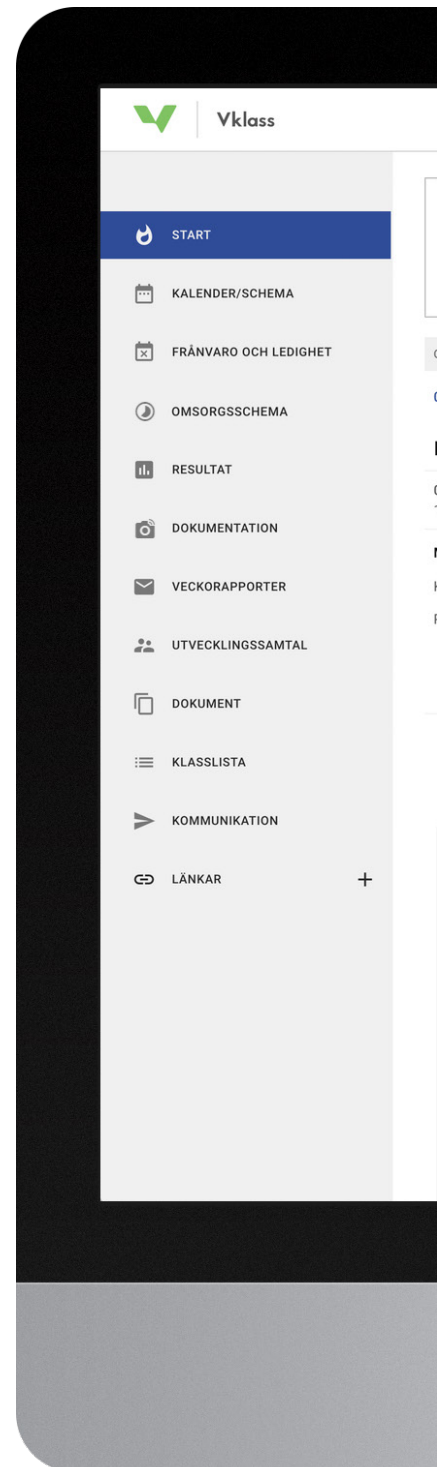 Vklass
START
KALENDER/SCHEMA
FRÅNVARO OCH LEDIGHET
OMSORGSSCHEMA
RESULTAT
DOKUMENTATION
VECKORAPPORTER
UTVECKLINGSSAMTAL
DOKUMENT
KLASSLISTA
KOMMUNIKATION
LÄNKAR +